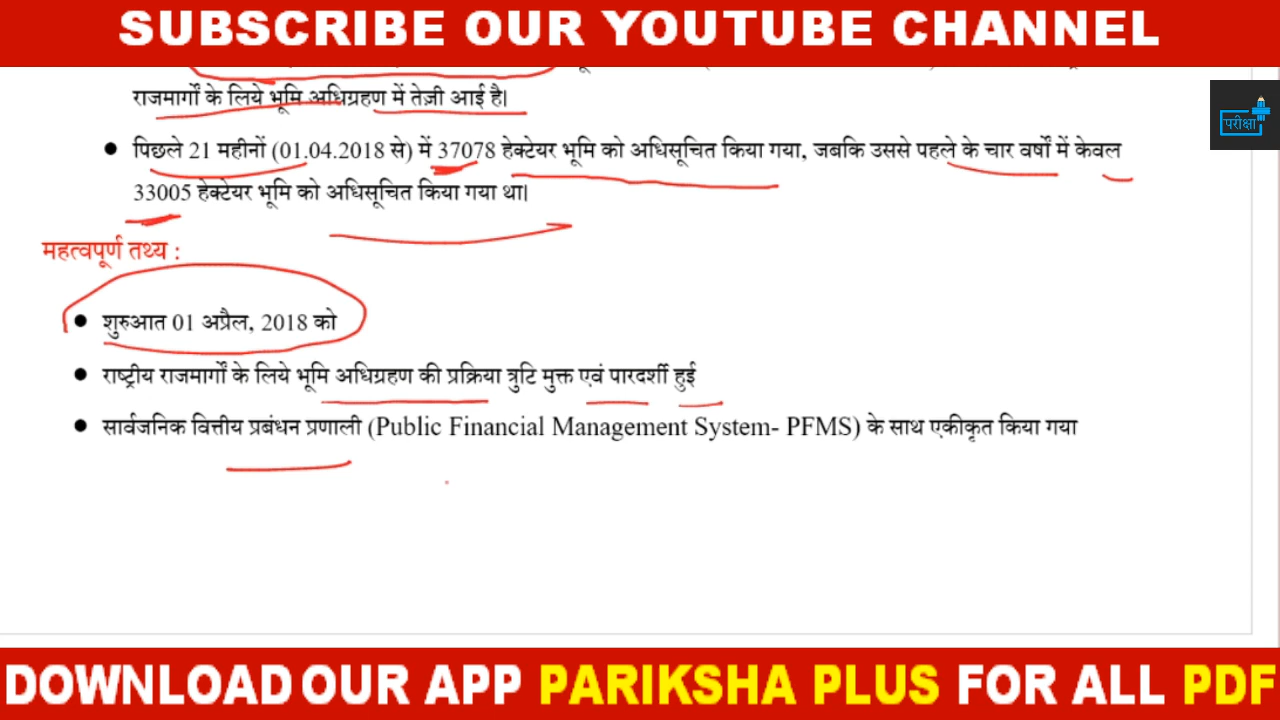 SUBSCRIBE OUR YOUTUBE CHANNEL
राजमार्गों के लिये भूमि अधिग्रहण में तेज़ी आई है।
परीक्षा
● पिछले 21 महीनों (01.04.2018 से) में 37078 हेक्टेयर भूमि को अधिसूचित किया गया, जबकि उससे पहले के चार वर्षों में केवल
33005 हेक्टेयर भूमि को अधिसूचित किया गया था।
महत्वपूर्ण तथ्य :
● शुरुआत 01 अप्रैल, 2018 को
● राष्ट्रीय राजमार्गों के लिये भूमि अधिग्रहण की प्रक्रिया त्रुटि मुक्त एवं पारदर्शी हुई
● सार्वजनिक वित्तीय प्रबंधन प्रणाली (Public Financial Management System- PFMS) के साथ एकीकृत किया गया
DOWNLOAD OUR APP PARIKSHA PLUS FOR ALL PDF